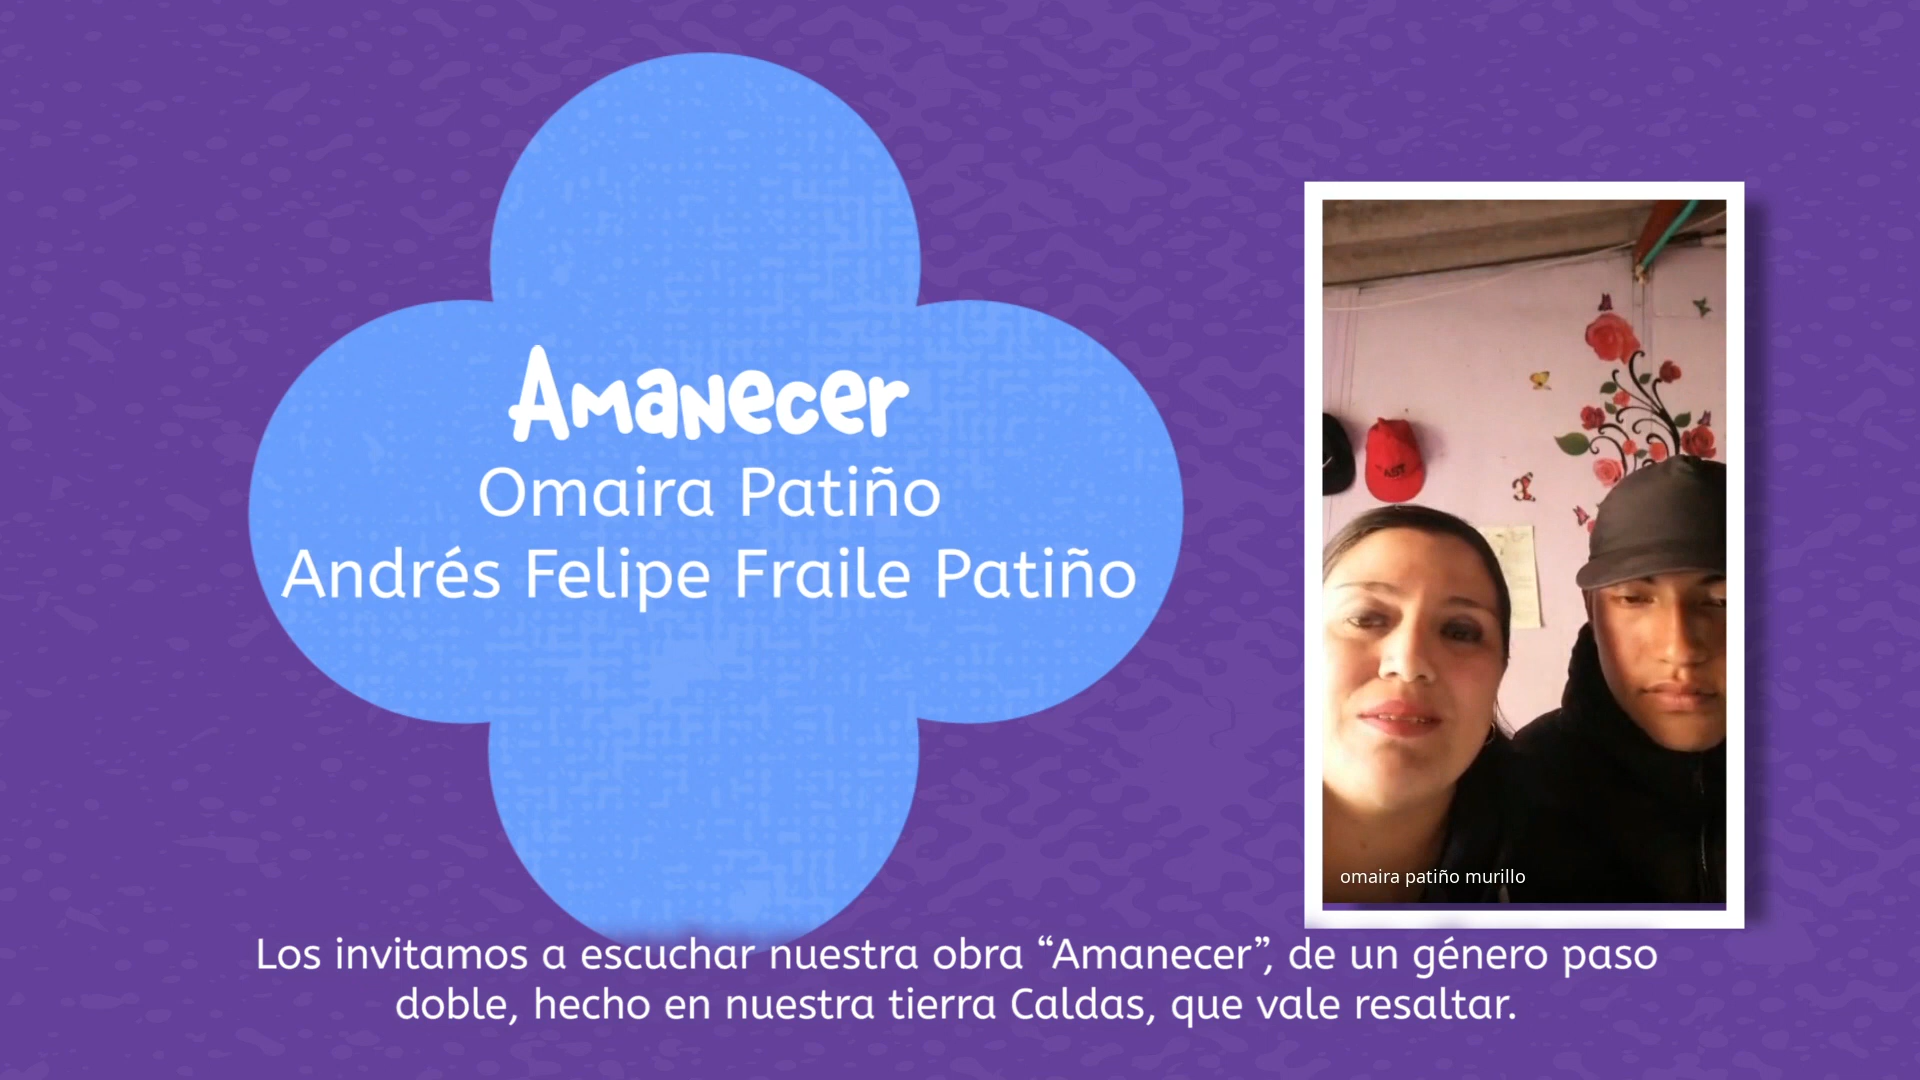 Amanecer
Omaira Patiño
Andrés Felipe Fraile Patiño
AST
omaira patiño murillo
Los invitamos a escuchar nuestra obra “Amanecer”, de un género paso
doble, hecho en nuestra tierra Caldas, que vale resaltar.